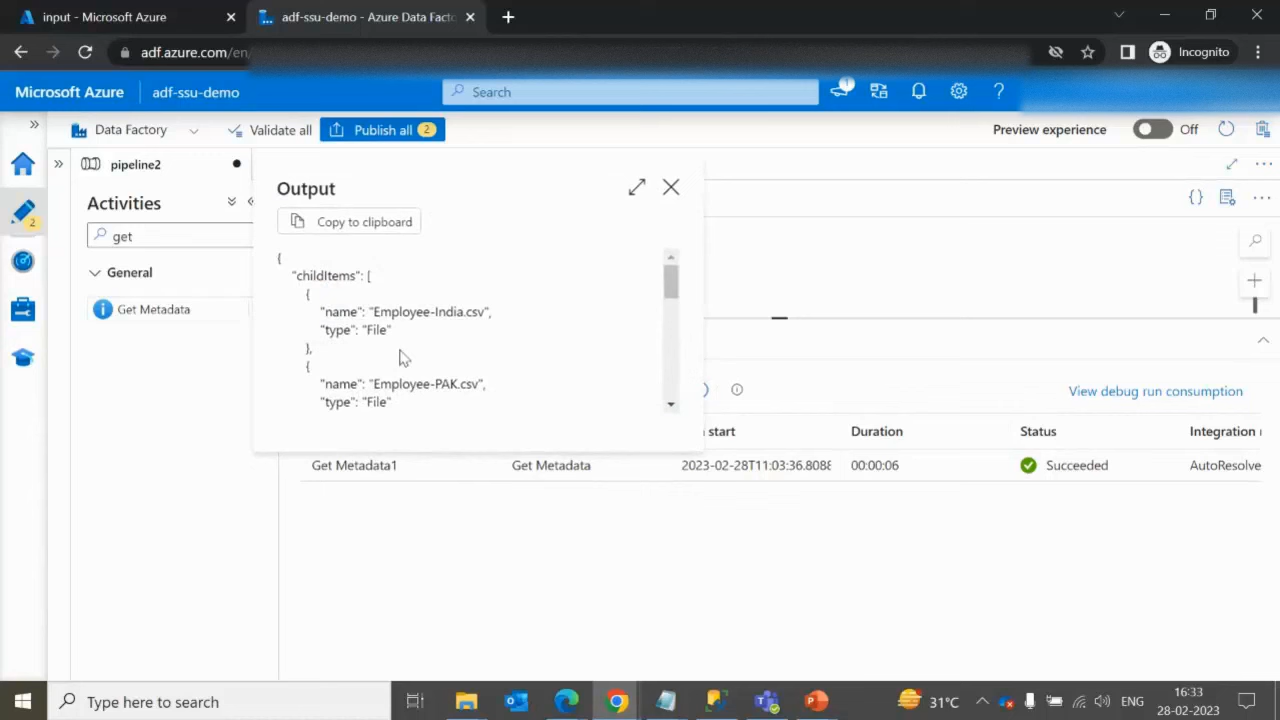 input - Microsoft Azure
adf-ssu-demo - Azure Data Facto
adf.azure.com/en
Incognito
Microsoft Azure
adf-ssu-demo
Search
1
Data Factory
Validate all
Publish all 2
Preview experience
Off
pipeline2
Activities
get
General
Get Metadata
2
Output
Copy to clipboard
{
"childItems": [
{
"name": "Employee-India.csv",
"type": "File"
},
{
"name": "Employee-PAK.csv",
"type": "File"
View debug run consumption
start
Duration
Status
Integration
Get Metadata1
Get Metadata
2023-02-28T11:03:36.808
00:00:06
Succeeded
AutoResolve
Type here to search
31°C
ENG
16:33
28-02-2023